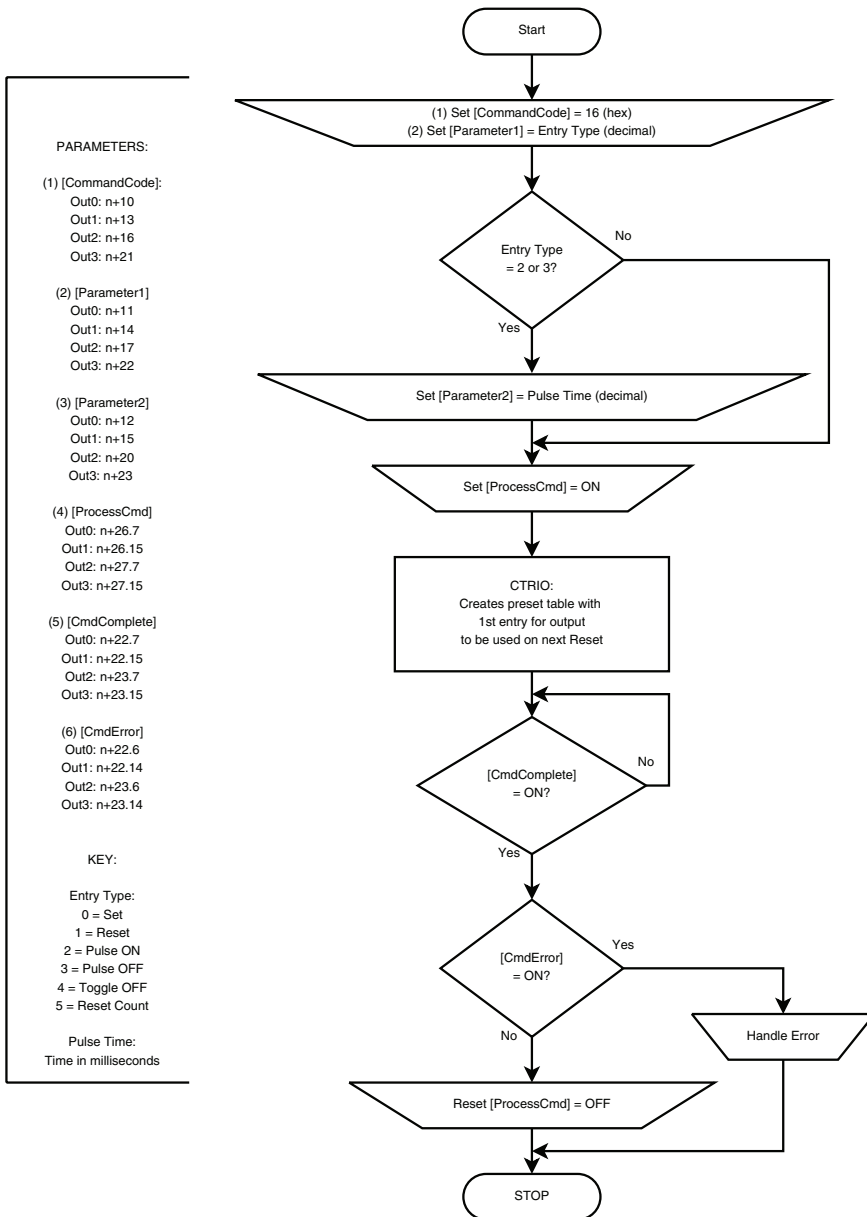 PARAMETERS:
(1) [CommandCode]:
Out0: n+10
Out1: n+13
Out2: n+16
Out3: n+21
(2) [Parameter1]
Out0: n+11
Out1: n+14
Out2: n+17
Out3: n+22
(3) [Parameter2]
Out0: n+12
Out1: n+15
Out2: n+20
Out3: n+23
(4) [ProcessCmd]
Out0: n+26.7
Out1: n+26.15
Out2: n+27.7
Out3: n+27.15
(5) [CmdComplete]
Out0: n+22.7
Out1: n+22.15
Out2: n+23.7
Out3: n+23.15
(6) [CmdError]
Out0: n+22.6
Out1: n+22.14
Out2: n+23.6
Out3: n+23.14
KEY:
Entry Type:
0 = Set
1 = Reset
2 = Pulse ON
3 = Pulse OFF
4 = Toggle OFF
5 = Reset Count
Pulse Time:
Time in milliseconds
Start
(1) Set [CommandCode] = 16 (hex)
(2) Set [Parameter1] = Entry Type (decimal)
Entry Type
= 2 or 3?
No
Yes
Set [Parameter2] = Pulse Time (decimal)
Set [ProcessCmd] = ON
CTRIO:
Creates preset table with
1st entry for output
to be used on next Reset
[CmdComplete]
= ON?
No
Yes
[CmdError]
= ON?
Yes
No
Handle Error
Reset [ProcessCmd] = OFF
STOP